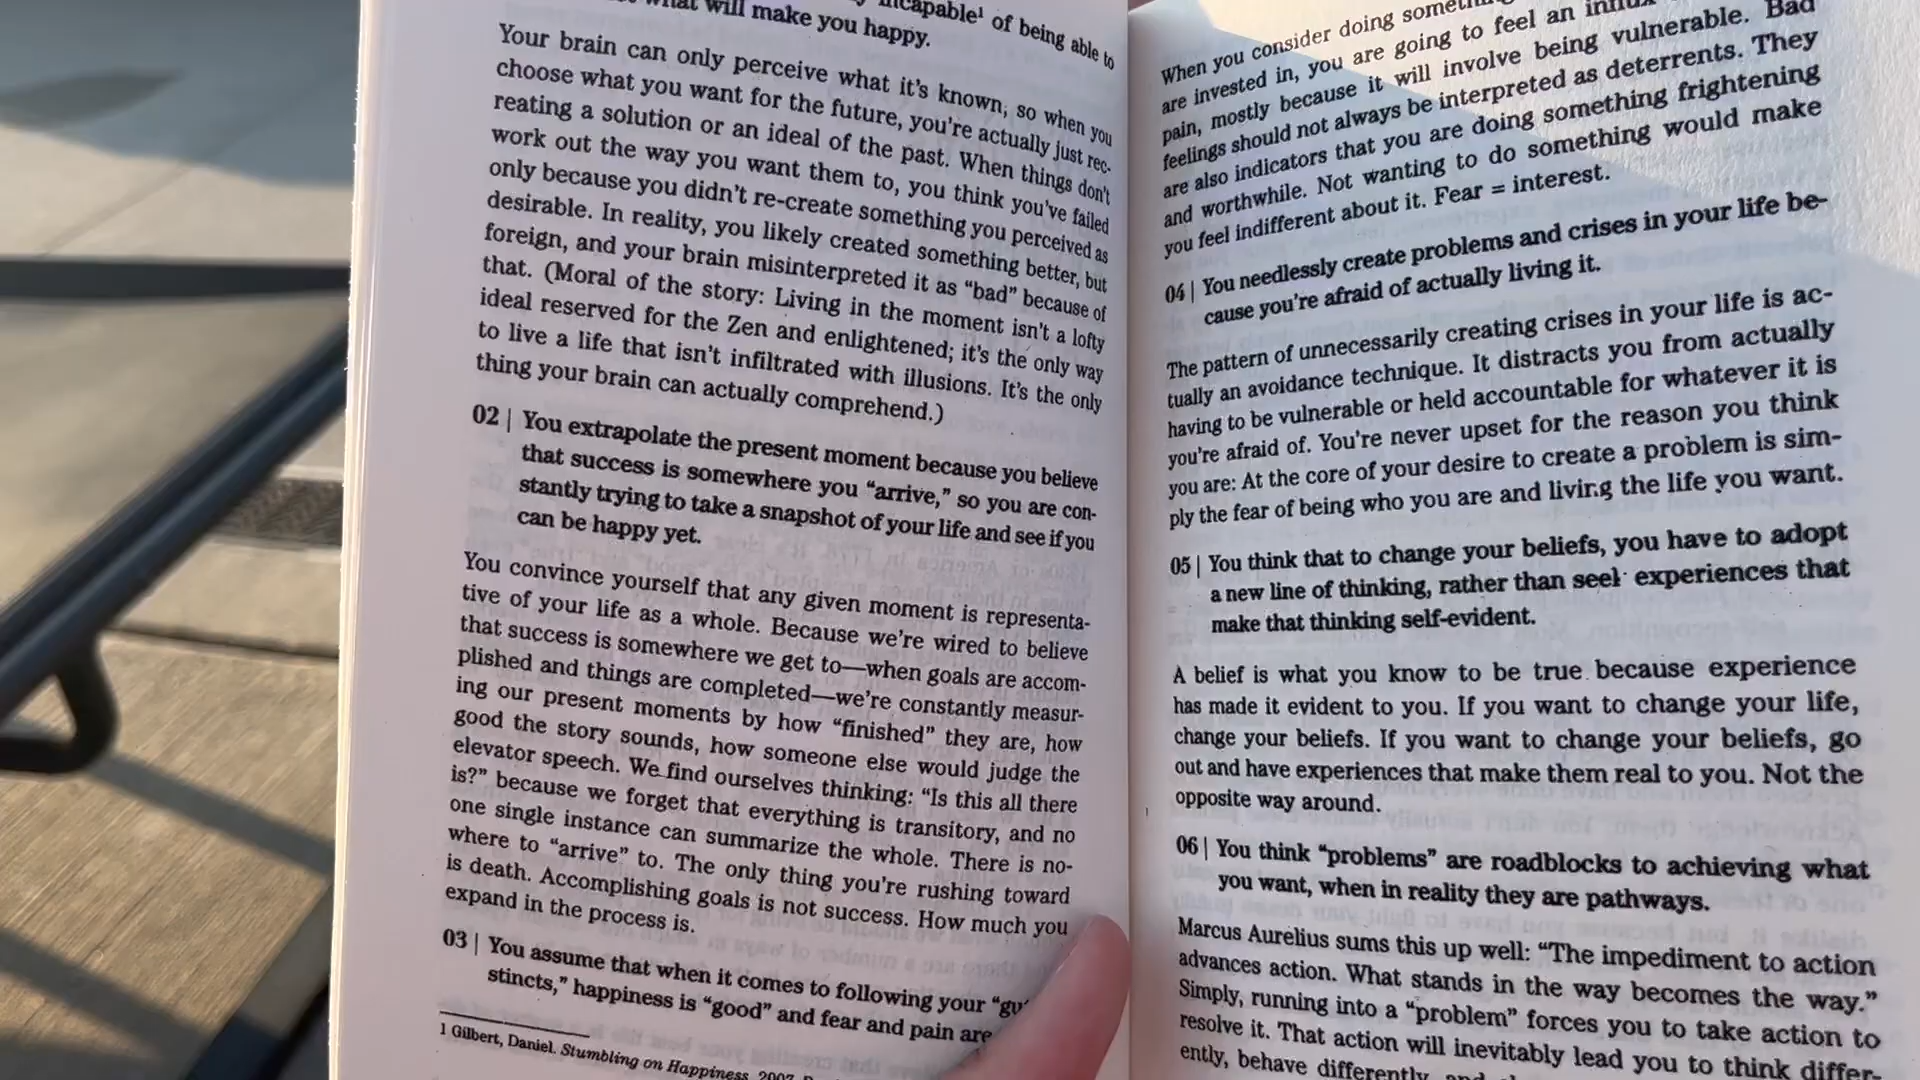 incapable¹ of being able to
what will make you happy.
Your brain can only perceive what it's known, so when you
choose what you want for the future, you're actually just rec-
reating a solution or an ideal of the past. When things don't
work out the way you want them to, you think you've failed
only because you didn't re-create something you perceived as
desirable. In reality, you likely created something better, but
foreign, and your brain misinterpreted it as “bad” because of
that. (Moral of the story: Living in the moment isn't a lofty
ideal reserved for the Zen and enlightened; it's the only way
to live a life that isn't infiltrated with illusions. It's the only
thing your brain can actually comprehend.)
02 | You extrapolate the present moment because you believe
that success is somewhere you “arrive,” so you are con-
stantly trying to take a snapshot of your life and see if you
can be happy yet.
You convince yourself that any given moment is representa-
tive of your life as a whole. Because we're wired to believe
that success is somewhere we get to—when goals are accom-
plished and things are completed—we're constantly measur-
ing our present moments by how “finished” they are, how
good the story sounds, how someone else would judge the
elevator speech. We find ourselves thinking: “Is this all there
is?” because we forget that everything is transitory, and no
one single instance can summarize the whole. There is no-
where to “arrive” to. The only thing you're rushing toward
is death. Accomplishing goals is not success. How much you
expand in the process is.
03 | You assume that when it comes to following your
stincts,” happiness is “good” and fear and pain are
1 Gilbert, Daniel. Stumbling on Happiness. 2007.
When you consider doing
are invested in, you are going to feel an influx
pain, mostly because it will involve being vulnerable. Bad
feelings should not always be interpreted as deterrents. They
are also indicators that you are doing something frightening
and worthwhile. Not wanting to do something would make
you feel indifferent about it. Fear = interest.
04 | You needlessly create problems and crises in your life be-
cause you're afraid of actually living it.
The pattern of unnecessarily creating crises in your life is ac-
tually an avoidance technique. It distracts you from actually
having to be vulnerable or held accountable for whatever it is
you're afraid of. You're never upset for the reason you think
you are: At the core of your desire to create a problem is sim-
ply the fear of being who you are and living the life you want.
05 | You think that to change your beliefs, you have to adopt
a new line of thinking, rather than seek experiences that
make that thinking self-evident.
A belief is what you know to be true because experience
has made it evident to you. If you want to change your life,
change your beliefs. If you want to change your beliefs, go
out and have experiences that make them real to you. Not the
opposite way around.
06 | You think “problems” are roadblocks to achieving what
you want, when in reality they are pathways.
Marcus Aurelius sums this up well: “The impediment to action
advances action. What stands in the way becomes the way.”
Simply, running into a “problem” forces you to take action to
resolve it. That action will inevitably lead you to think differ-
ently, behave differently, and